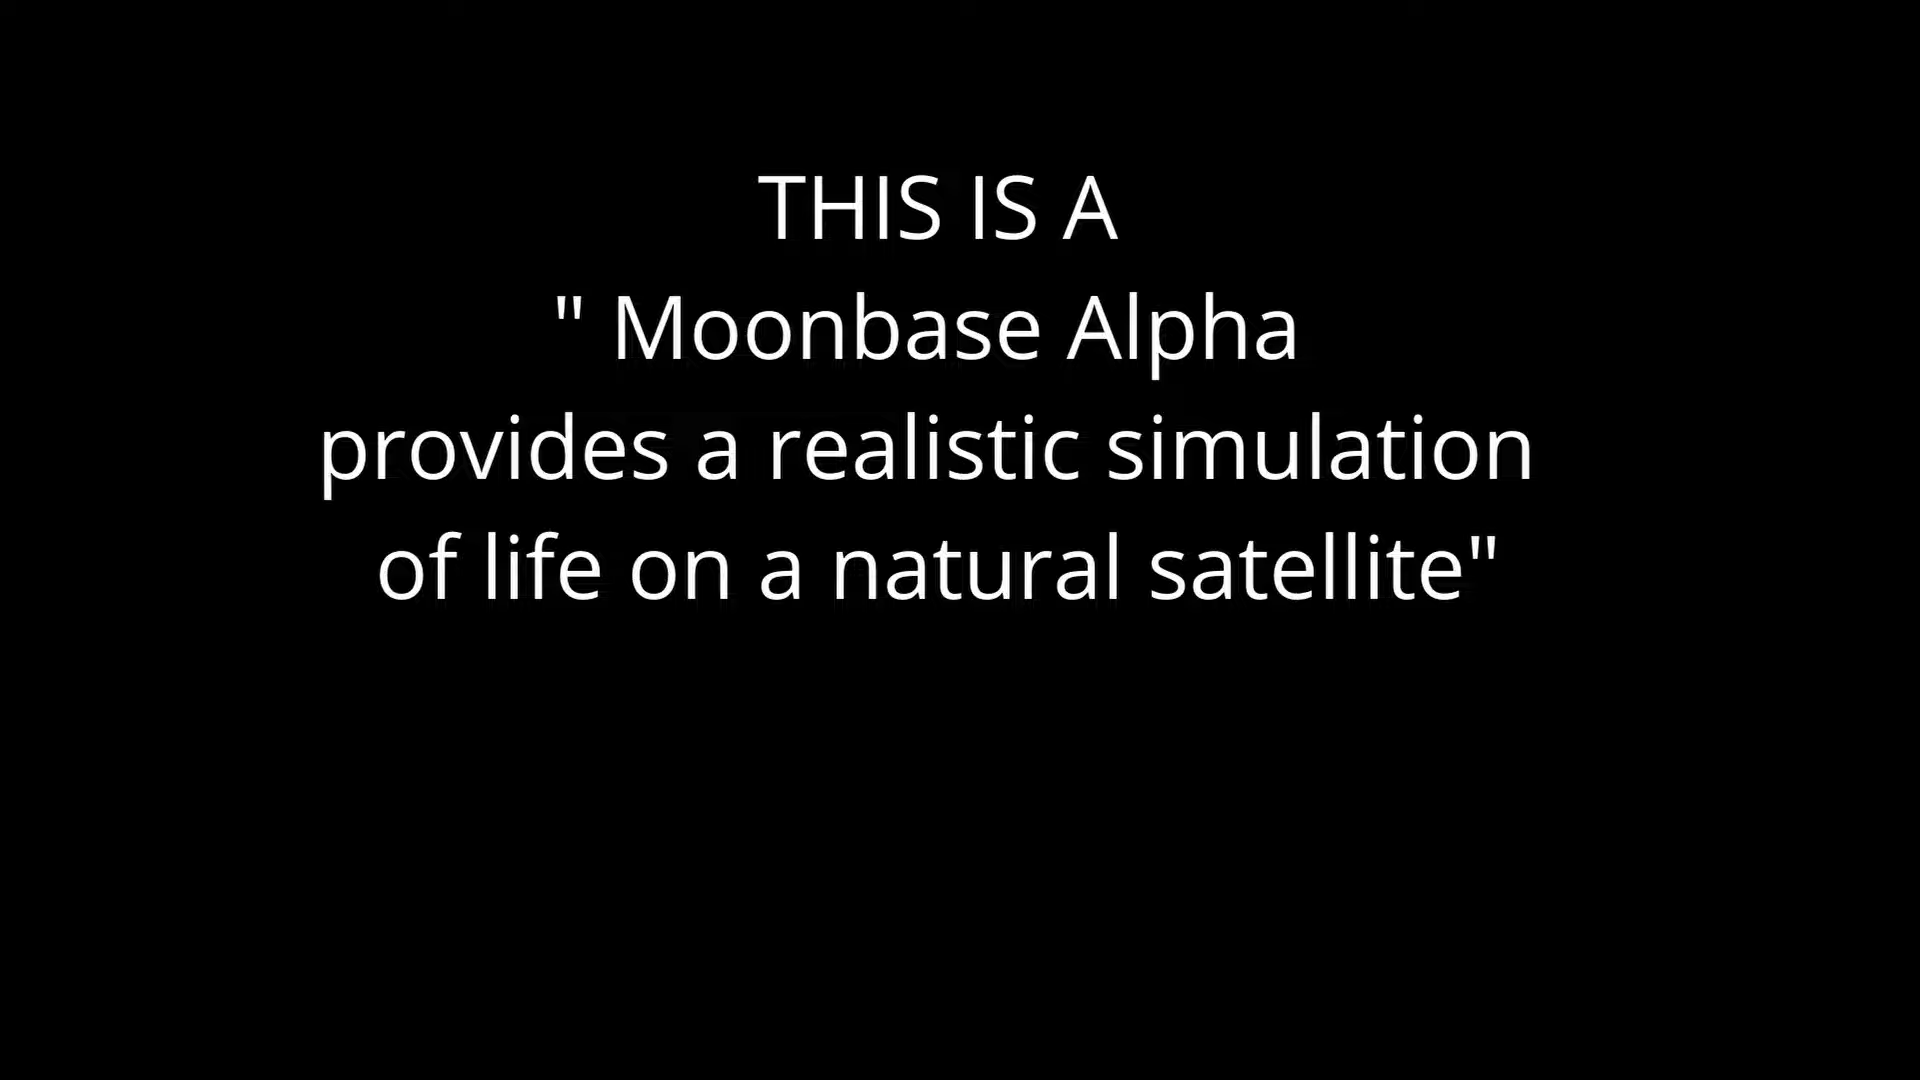 THIS IS A
" Moonbase Alpha
provides a realistic simulation
of life on a natural satellite"